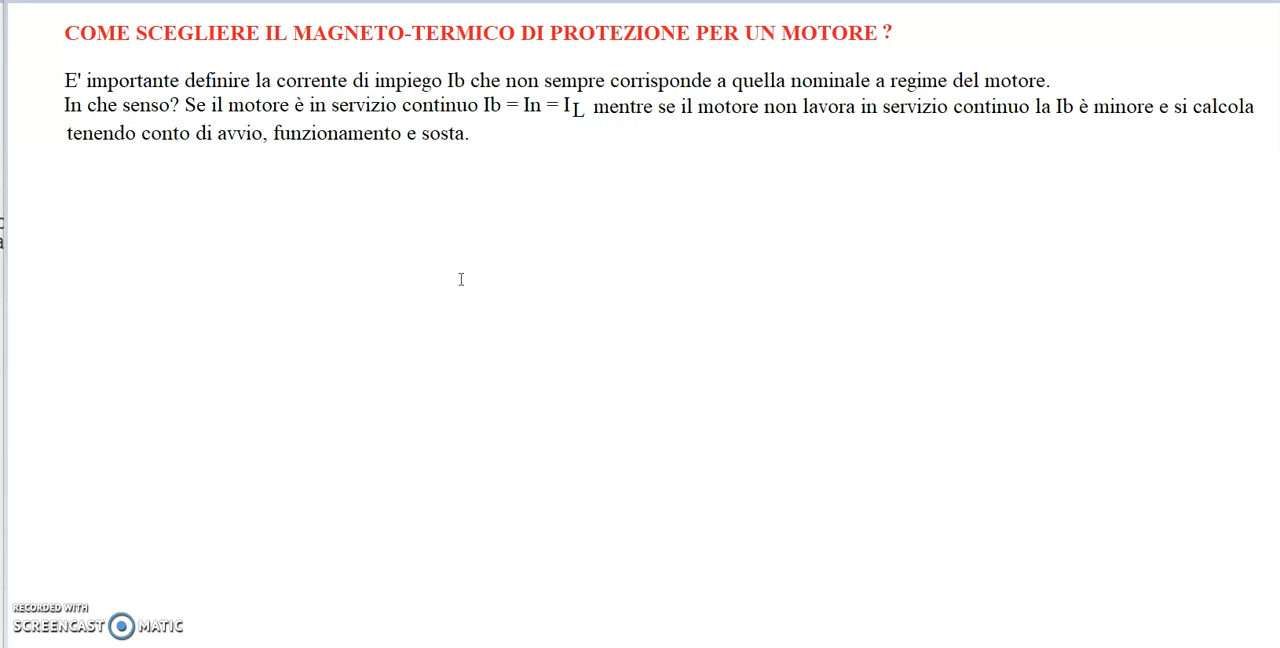 COME SCEGLIERE IL MAGNETO-TERMICO DI PROTEZIONE PER UN MOTORE ?
E' importante definire la corrente di impiego Ib che non sempre corrisponde a quella nominale a regime del motore.
In che senso? Se il motore è in servizio continuo Ib = In = IL mentre se il motore non lavora in servizio continuo la Ib è minore e si calcola
tenendo conto di avvio, funzionamento e sosta.
RECORDED WITH
SCREENCAST MATIC